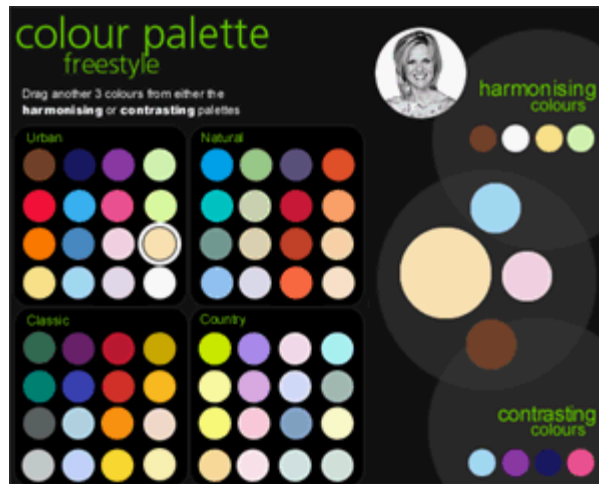 colour palette
freestyle
Drag another 3 colours from either the
harmonising or contrasting palettes
Urban
Natural
Classic
Country
harmonising
colours
contrasting
colours